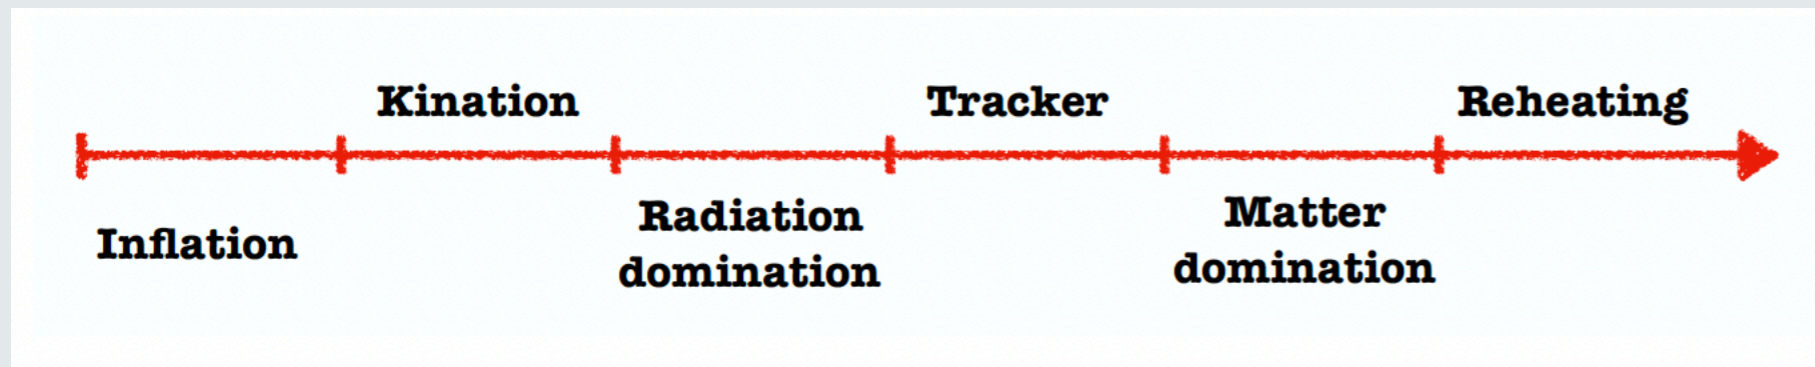 Inflation
Kination
Radiation
domination
Tracker
Matter
domination
Reheating